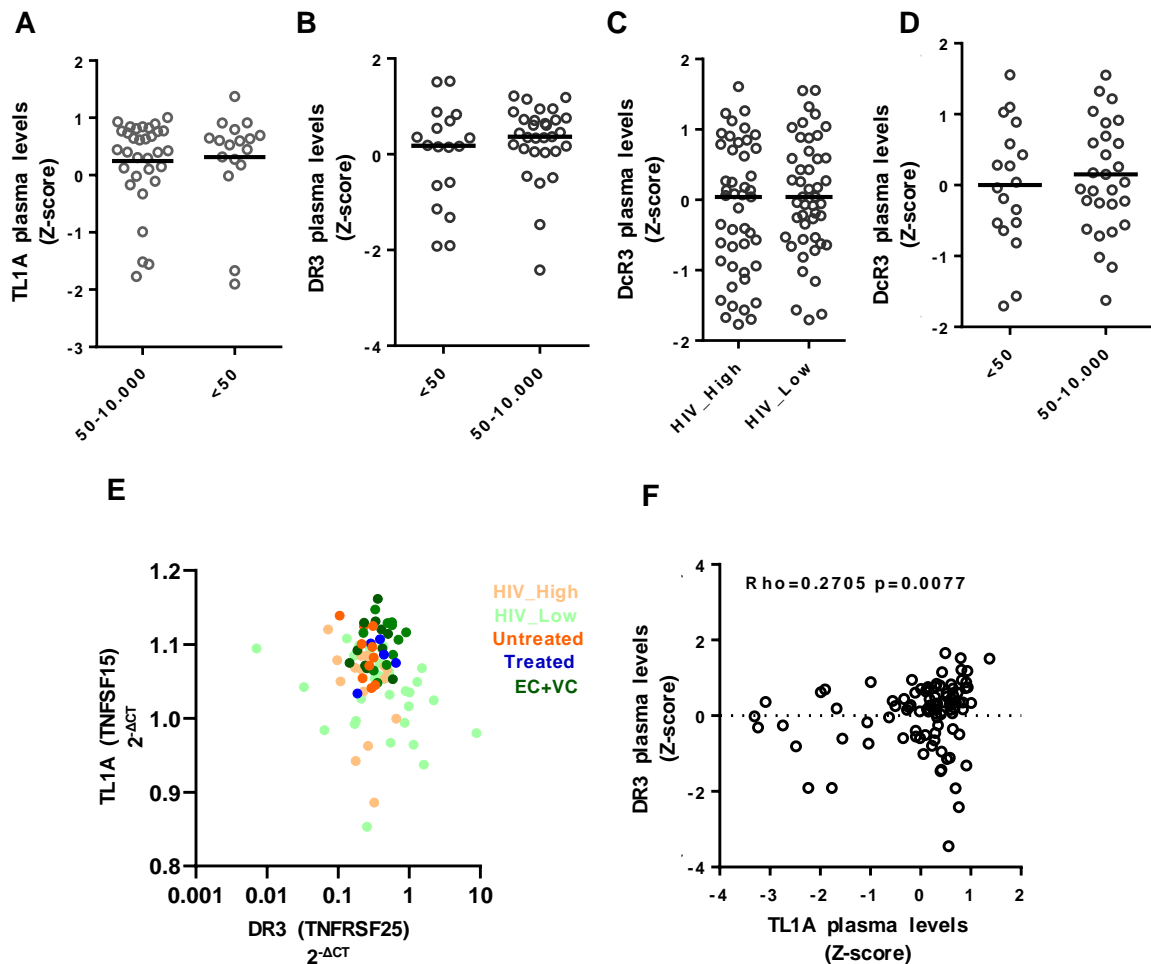 A
TL1A plasma levels
(Z-score)
2
1
0
-1
-2
-3
50-10.000
<50
B
DR3 plasma levels
(Z-score)
2
0
-2
-4
<50
50-10.000
C
DcR3 plasma levels
(Z-score)
2
1
0
-1
-2
HIV_High
HIV_Low
D
DcR3 plasma levels
(Z-score)
2
0
-2
<50
50-10.000
E
TL1A (TNFSF15)
2^-ΔCT
1.2
1.1
1.0
0.9
0.8
0.001
0.01
0.1
1
10
DR3 (TNFRSF25)
2^-ΔCT
HIV_High
HIV_Low
Untreated
Treated
EC+VC
F
DR3 plasma levels
(Z-score)
4
2
0
-2
-4
Rho=0.2705 p=0.0077
-4 -3 -2 -1 0 1 2
TL1A plasma levels
(Z-score)